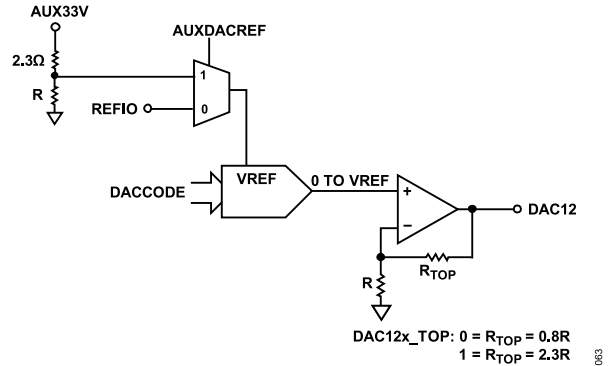 AUX33V
AUXDACREF
2.3Ω
1
R
REFIO
0
VREF
0 TO VREF
DACCODE
+
DAC12
−
RTOP
R
DAC12x_TOP: 0 = RTOP = 0.8R
1 = RTOP = 2.3R
063